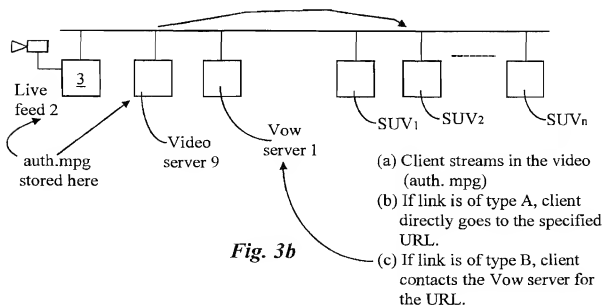 3
Live
feed 2
auth.mpg
stored here
Video
server 9
Vow
server 1
SUV1
SUV2
SUVn
(a) Client streams in the video
(auth. mpg)
(b) If link is of type A, client
directly goes to the specified
URL.
(c) If link is of type B, client
contacts the Vow server for
the URL.
Fig. 3b